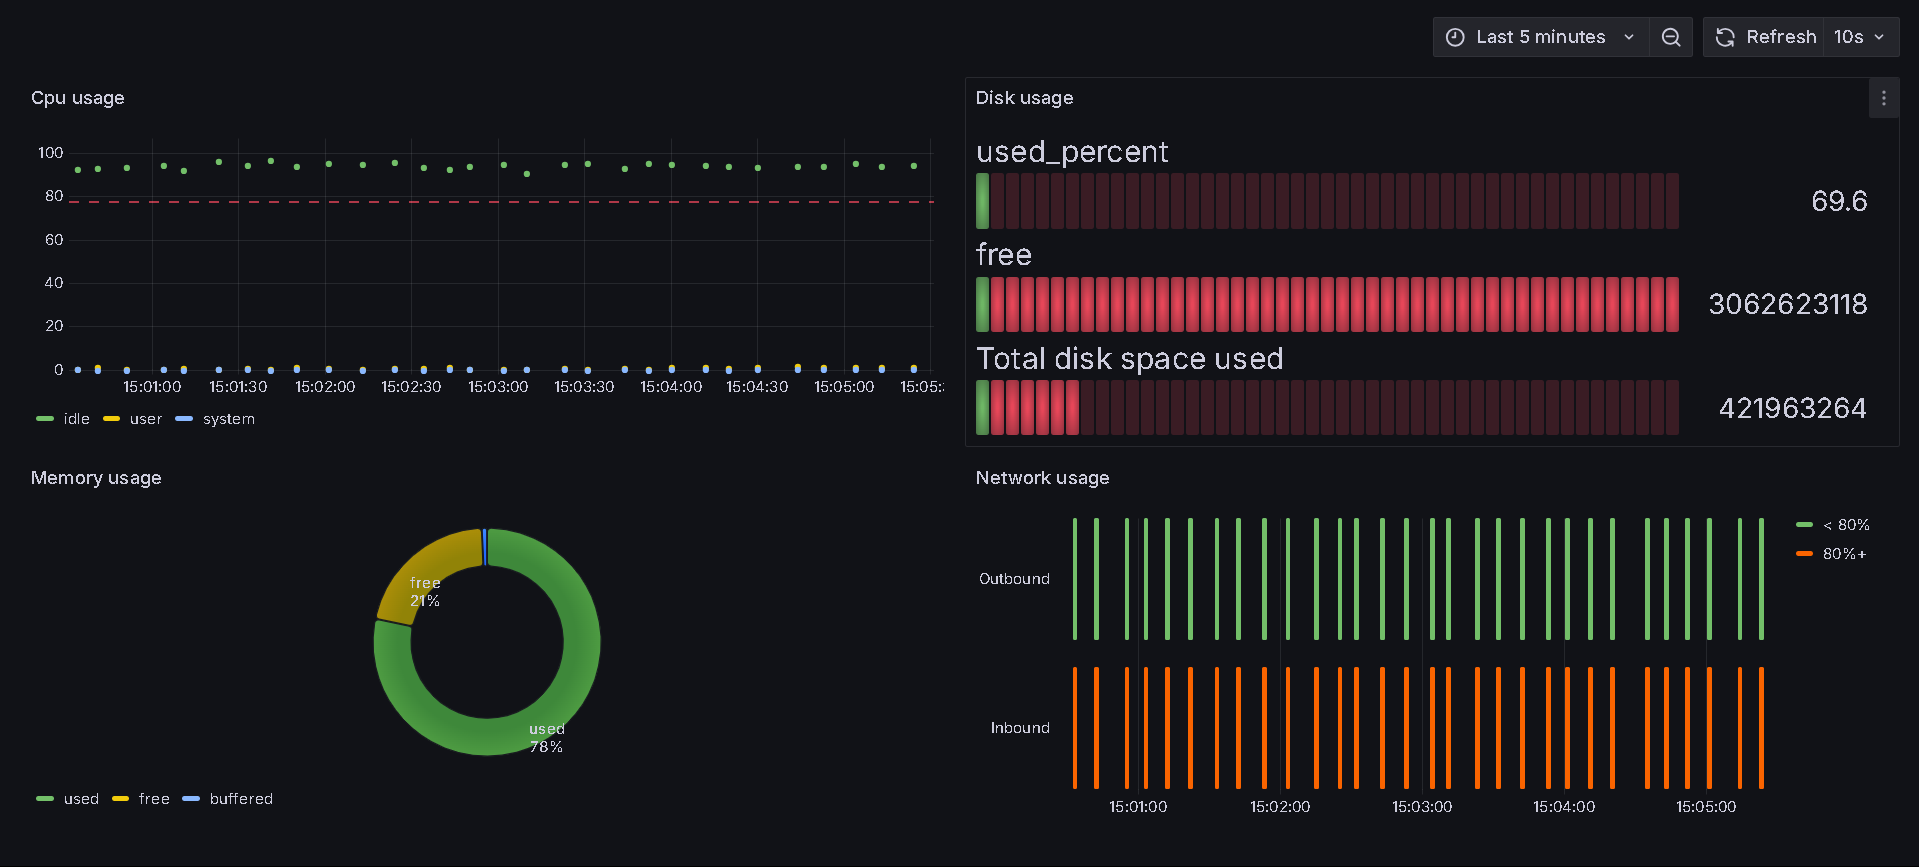 Last 5 minutes
Refresh
10s
Cpu usage
100
80
60
40
20
0
15:01:00 15:01:30 15:02:00 15:02:30 15:03:00 15:03:30 15:04:00 15:04:30 15:05:00 15:05:
idle user system
Disk usage
used_percent
69.6
free
3062623118
Total disk space used
421963264
Memory usage
free
21%
used
78%
used free buffered
Network usage
< 80%
80%+
Outbound
Inbound
15:01:00 15:02:00 15:03:00 15:04:00 15:05:00